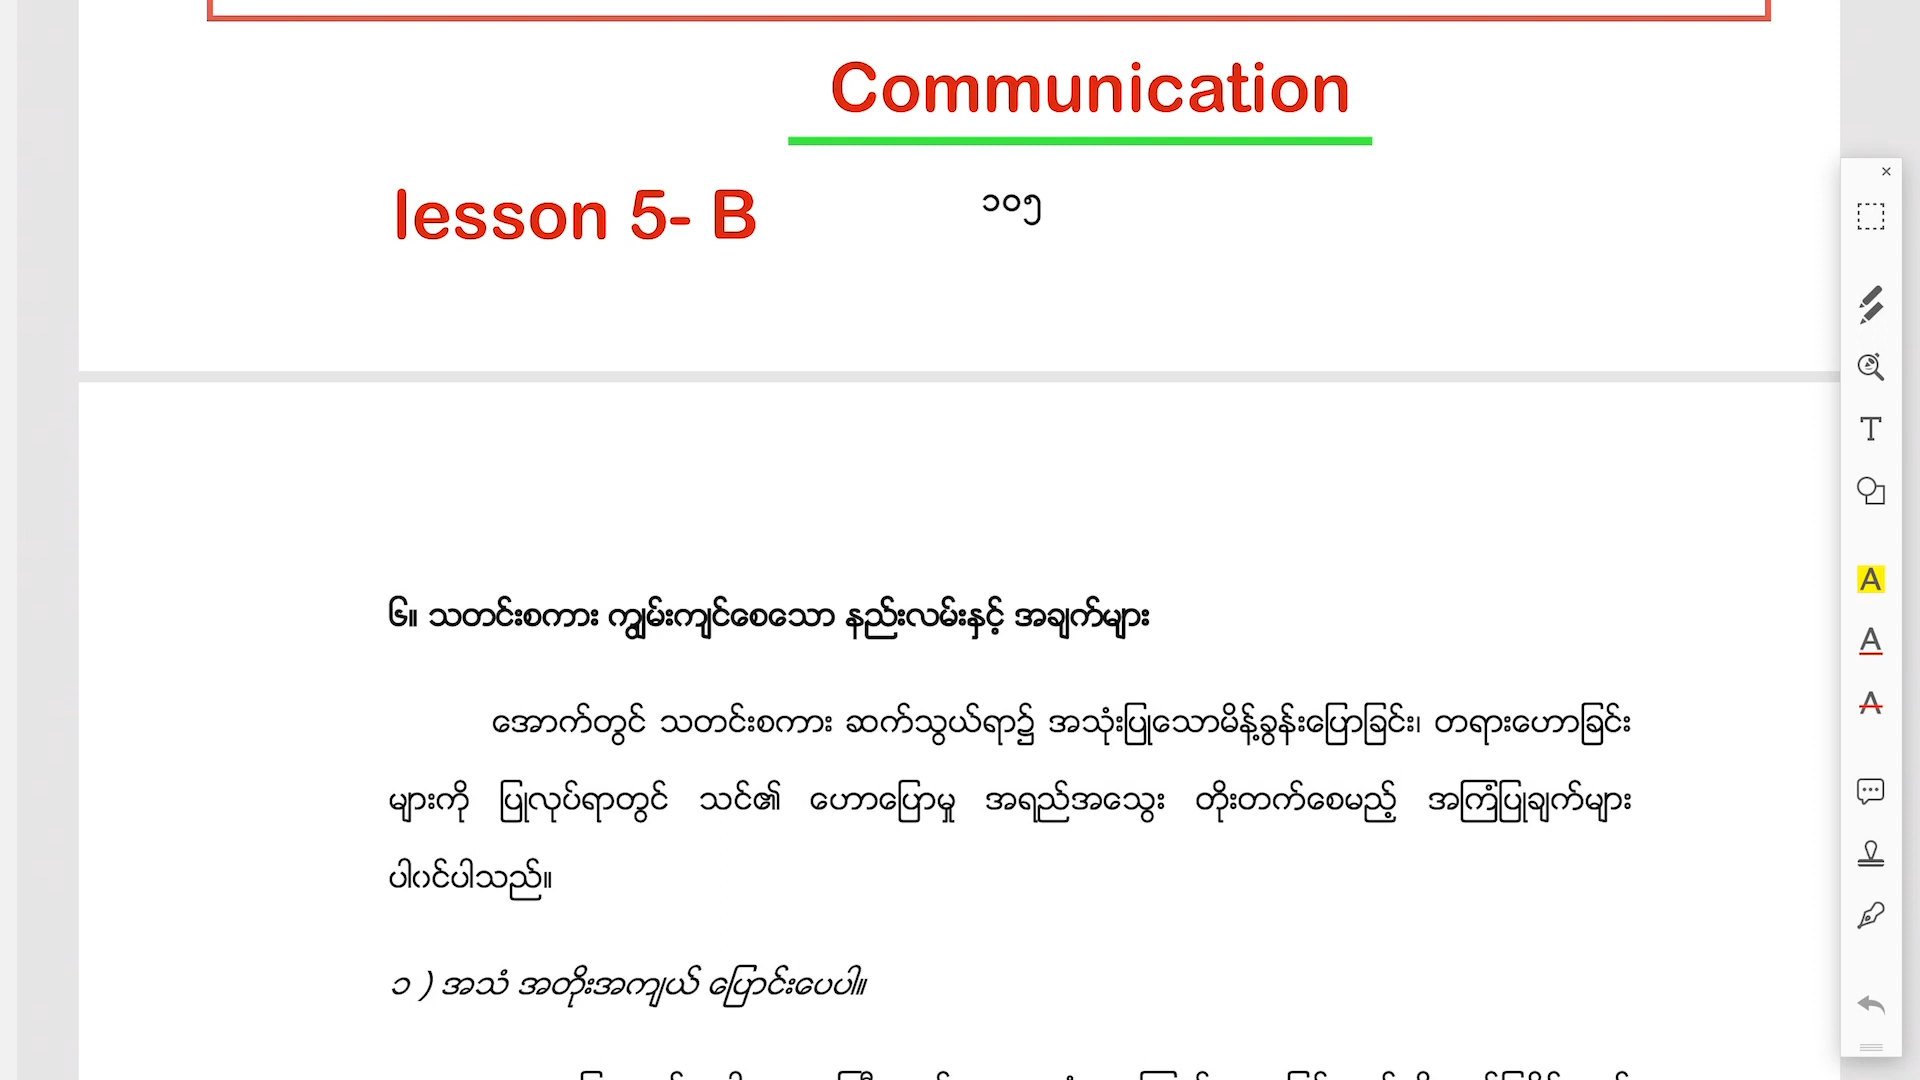 Communication
lesson 5- B
၁၀၅
၆။ သတင်းစကား ကျွမ်းကျင်စေသော နည်းလမ်းနှင့် အချက်များ
အောက်တွင် သတင်းစကား ဆက်သွယ်ရာ၌ အသုံးပြုသောမိန့်ခွန်းပြောခြင်း၊ တရားဟောခြင်း
များကို ပြုလုပ်ရာတွင် သင်၏ ဟောပြောမှု အရည်အသွေး တိုးတက်စေမည့် အကြံပြုချက်များ
ပါဝင်ပါသည်။
၁ ) အသံ အတိုးအကျယ် ပြောင်းပေပါ။